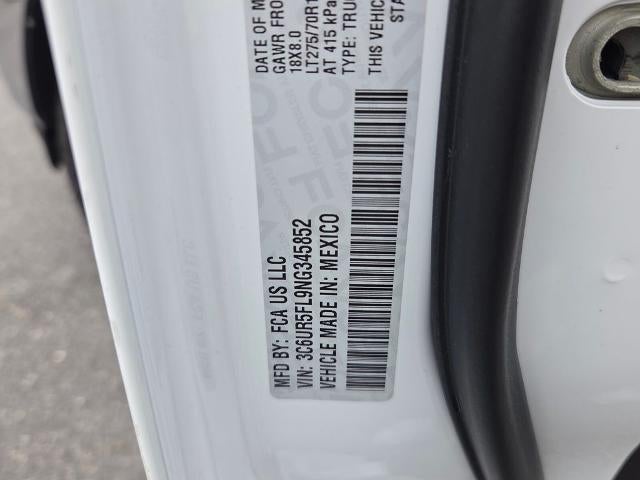 MFD BY: FCA US LLC
VIN: 3C6UR5FL9NG345852
VEHICLE MADE IN: MEXICO
DATE OF M
GAWR FRO
18X8.0
LT275/70R1
AT 415 kPa
TYPE: TRU
THIS VEHIC
STA